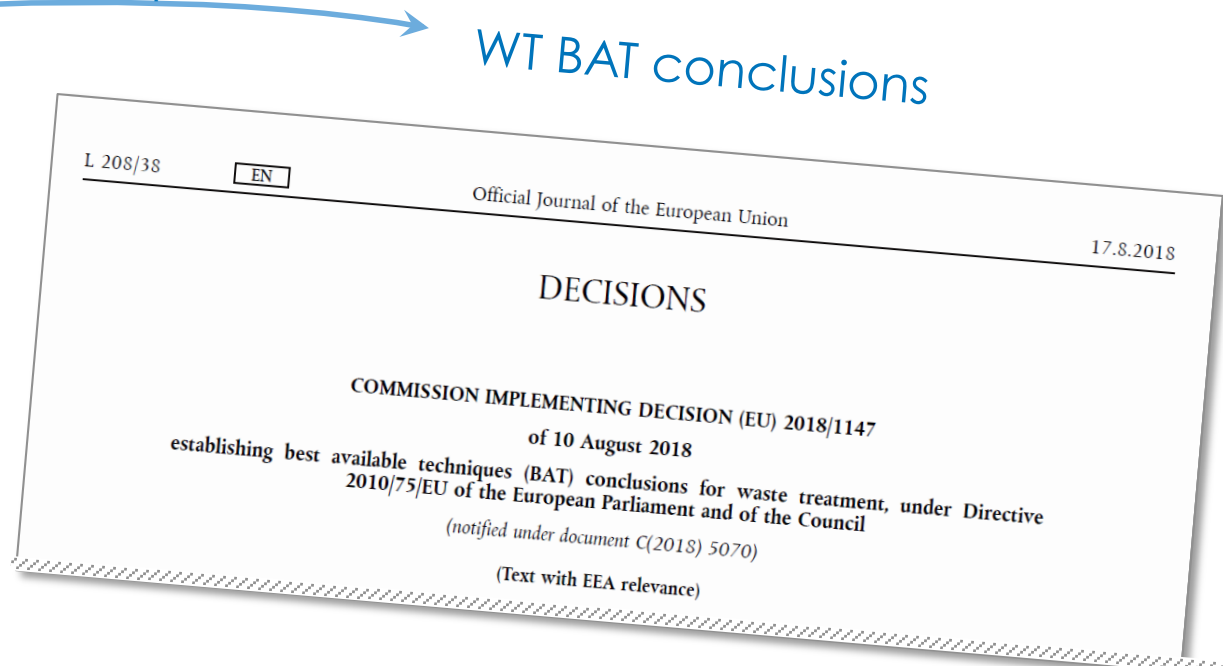 WT BAT conclusions
L 208/38 EN Official Journal of the European Union 17.8.2018
DECISIONS
COMMISSION IMPLEMENTING DECISION (EU) 2018/1147
of 10 August 2018
establishing best available techniques (BAT) conclusions for waste treatment, under Directive
2010/75/EU of the European Parliament and of the Council
(notified under document C(2018) 5070)
(Text with EEA relevance)